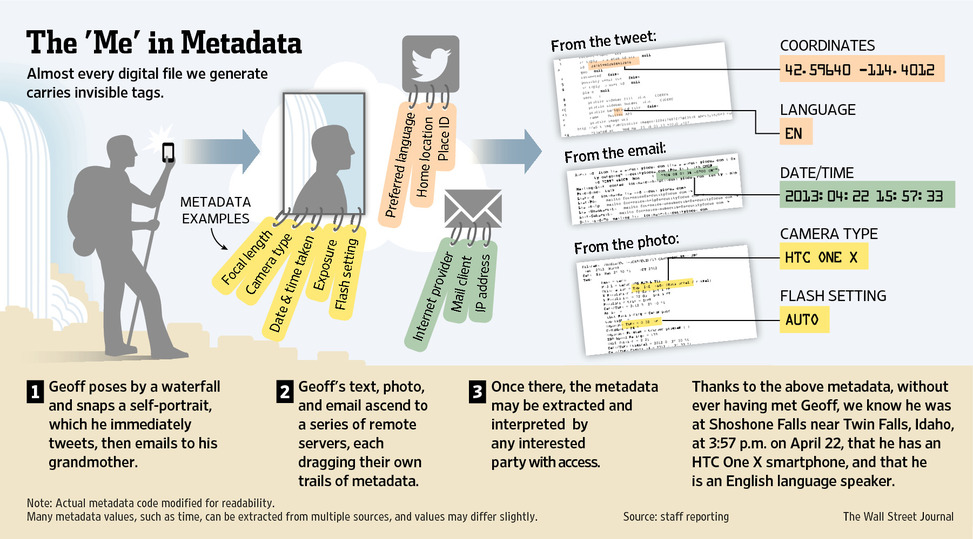 The 'Me' in Metadata
Almost every digital file we generate
carries invisible tags.
METADATA
EXAMPLES
Focal length
Camera type
Date & time taken
Exposure
Flash setting
Preferred language
Home location
Place ID
Internet provider
Mail client
IP address
From the tweet:
COORDINATES
42.59640 -114.4012
LANGUAGE
EN
From the email:
DATE/TIME
2013:04:22 15:57:33
From the photo:
CAMERA TYPE
HTC ONE X
FLASH SETTING
AUTO
1 Geoff poses by a waterfall
and snaps a self-portrait,
which he immediately
tweets, then emails to his
grandmother.
2 Geoff's text, photo,
and email ascend to
a series of remote
servers, each
dragging their own
trails of metadata.
3 Once there, the metadata
may be extracted and
interpreted by
any interested
party with access.
Thanks to the above metadata, without
ever having met Geoff, we know he was
at Shoshone Falls near Twin Falls, Idaho,
at 3:57 p.m. on April 22, that he has an
HTC One X smartphone, and that he
is an English language speaker.
Note: Actual metadata code modified for readability.
Many metadata values, such as time, can be extracted from multiple sources, and values may differ slightly.
Source: staff reporting
The Wall Street Journal